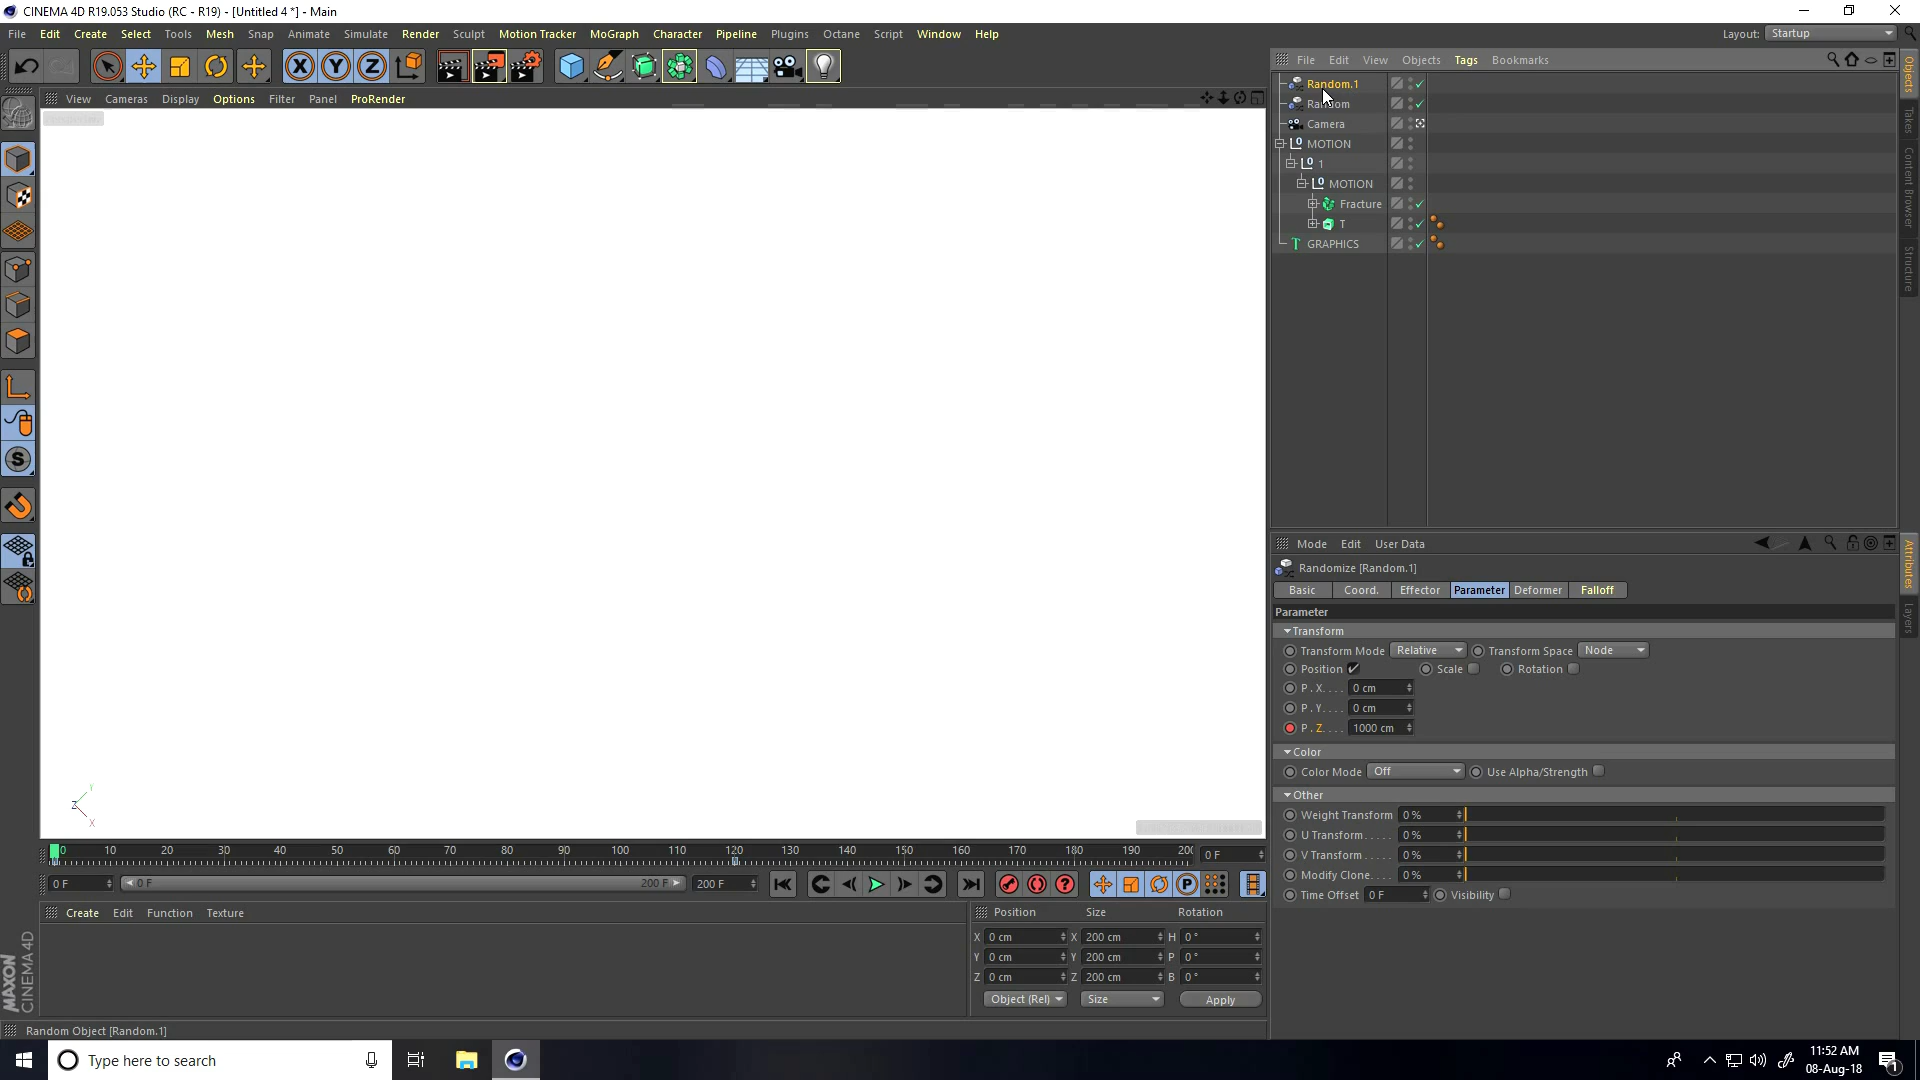 CINEMA 4D R19.053 Studio (RC - R19) - [Untitled 4 *] - Main
File Edit Create Select Tools Mesh Snap Animate Simulate Render Sculpt Motion Tracker MoGraph Character Pipeline Plugins Octane Script Window Help
Layout: Startup
X Y Z
File Edit View Objects Tags Bookmarks
View Cameras Display Options Filter Panel ProRender
Random.1
Random
Camera
MOTION
1
MOTION
Fracture
T
GRAPHICS
Objects
Takes
Content Browser
Structure
Mode Edit User Data
Randomize [Random.1]
Basic Coord. Effector Parameter Deformer Falloff
Parameter
Transform
Transform Mode Relative Transform Space Node
Position Scale Rotation
P . X. . . . 0 cm
P . Y. . . . 0 cm
P . Z. . . . 1000 cm
Color
Color Mode Off Use Alpha/Strength
Other
Weight Transform 0 %
U Transform. . . . . 0 %
V Transform. . . . . 0 %
Modify Clone. . . . 0 %
Time Offset 0 F Visibility
Attributes
Layers
Y
Z
X
0 10 20 30 40 50 60 70 80 90 100 110 120 130 140 150 160 170 180 190 200 0 F
0 F 0 F 200 F 200 F
Create Edit Function Texture
Position Size Rotation
X 0 cm X 200 cm H 0 °
Y 0 cm Y 200 cm P 0 °
Z 0 cm Z 200 cm B 0 °
Object (Rel) Size Apply
MAXON
CINEMA 4D
Random Object [Random.1]
Type here to search
11:52 AM
08-Aug-18
1